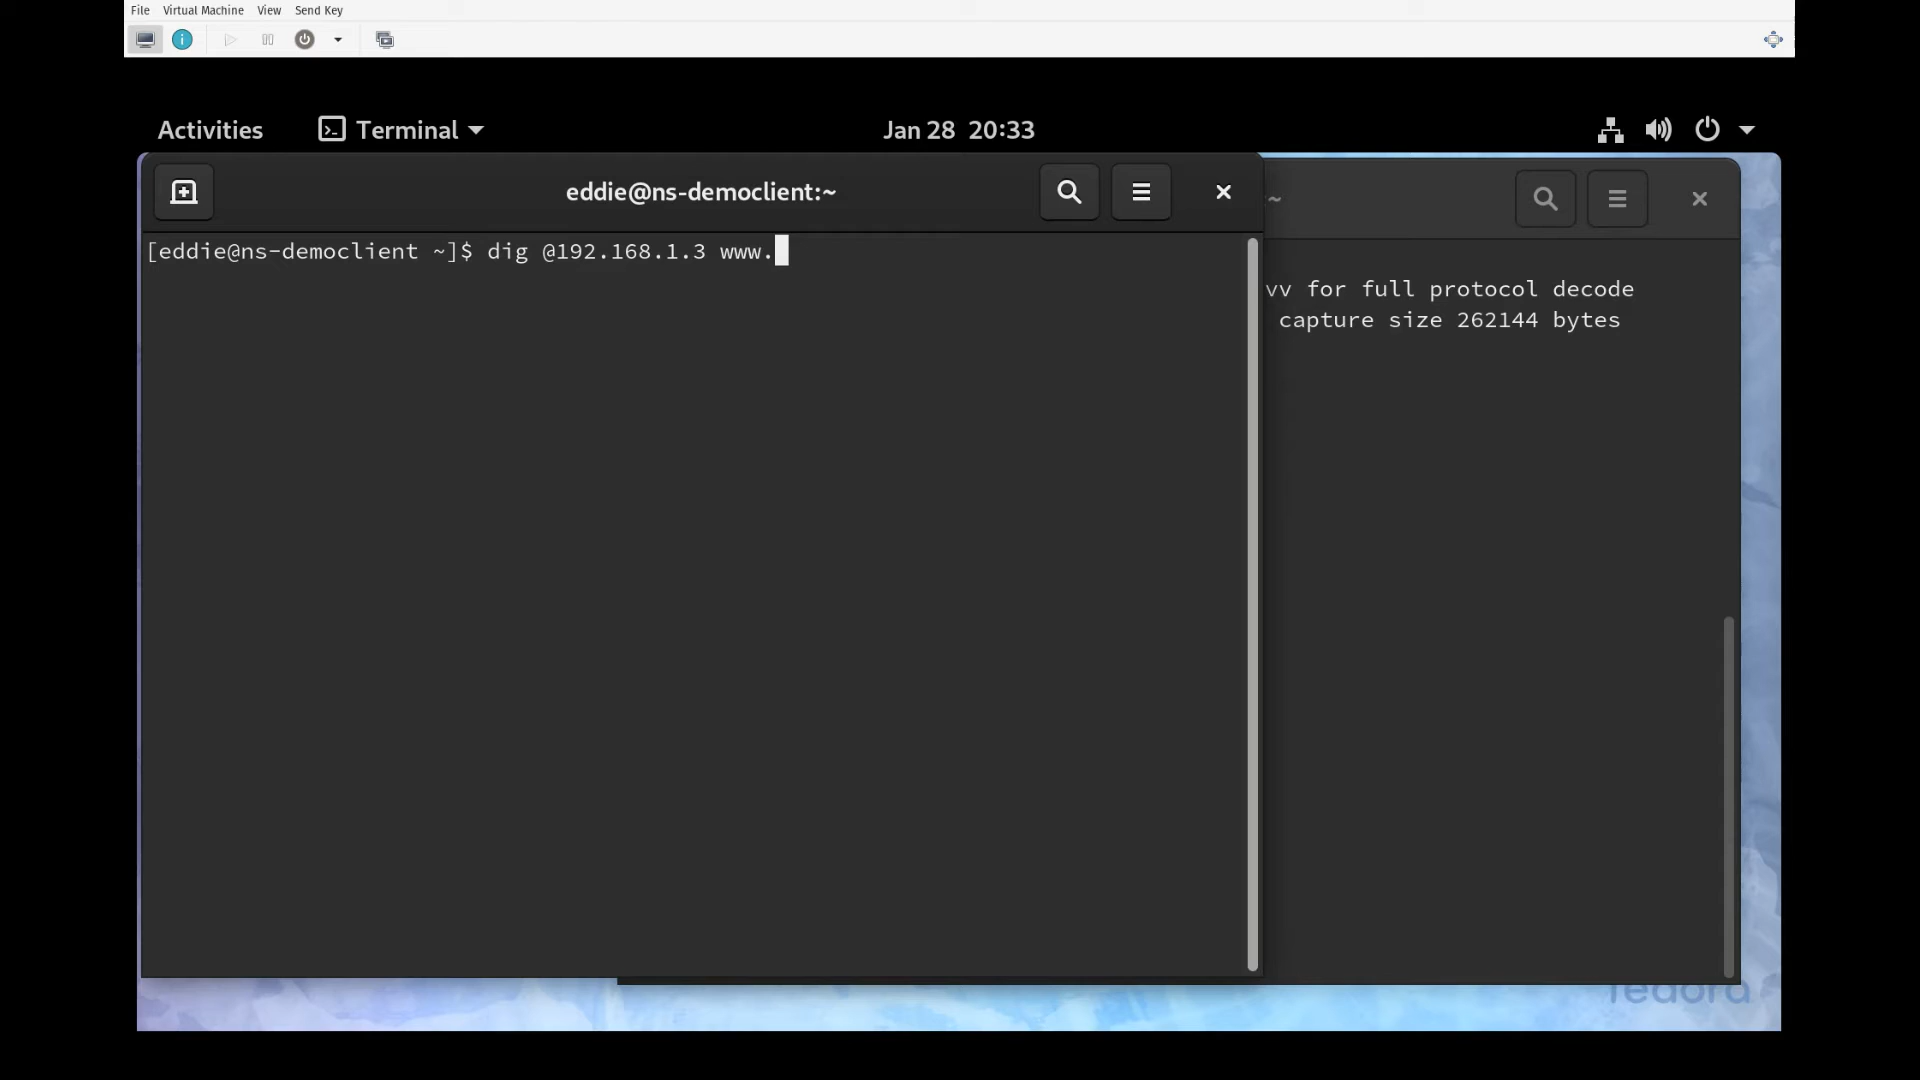 File Virtual Machine View Send Key
Activities Terminal Jan 28 20:33
eddie@ns-democlient:~
~
[eddie@ns-democlient ~]$ dig @192.168.1.3 www.
vv for full protocol decode
capture size 262144 bytes
fedora